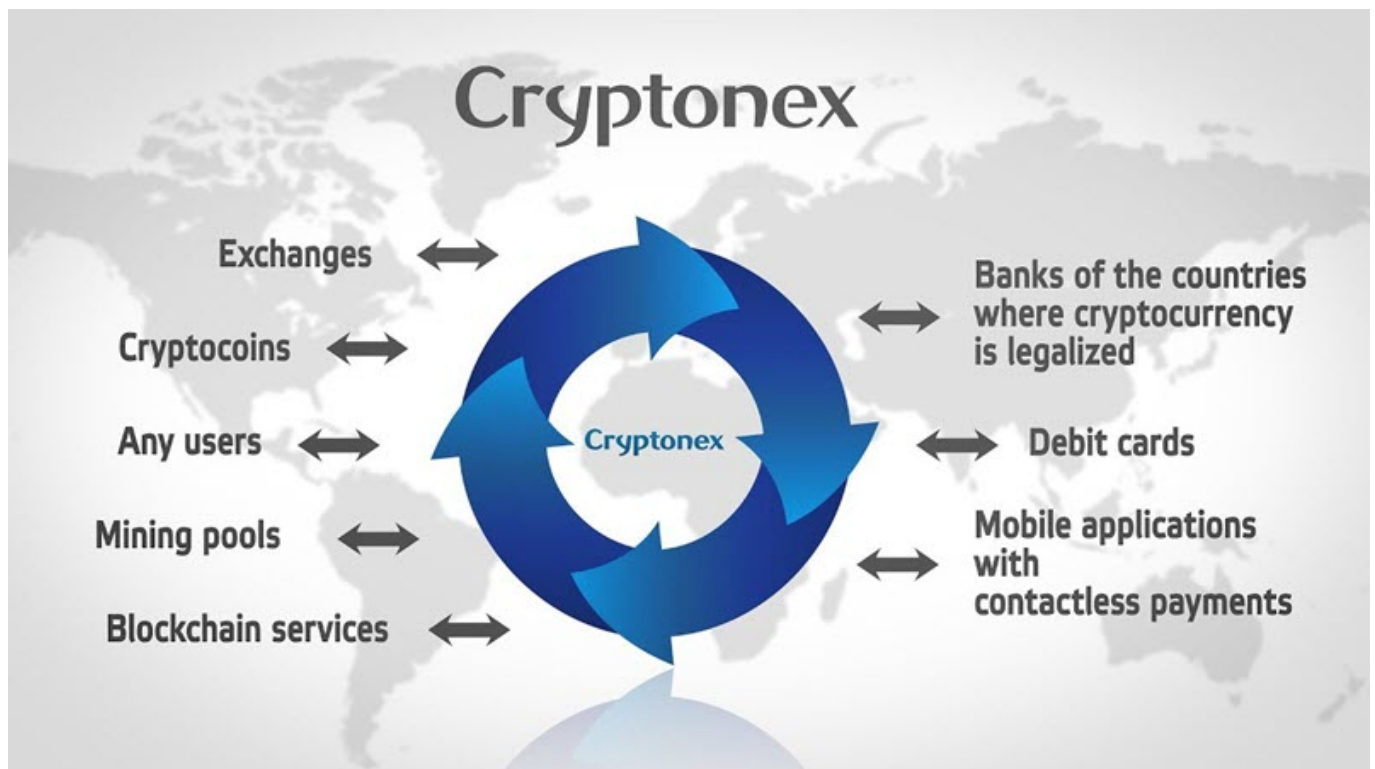 Cryptonex
Exchanges
Cryptocoins
Any users
Mining pools
Blockchain services
Cryptonex
Banks of the countries
where cryptocurrency
is legalized
Debit cards
Mobile applications
with
contactless payments